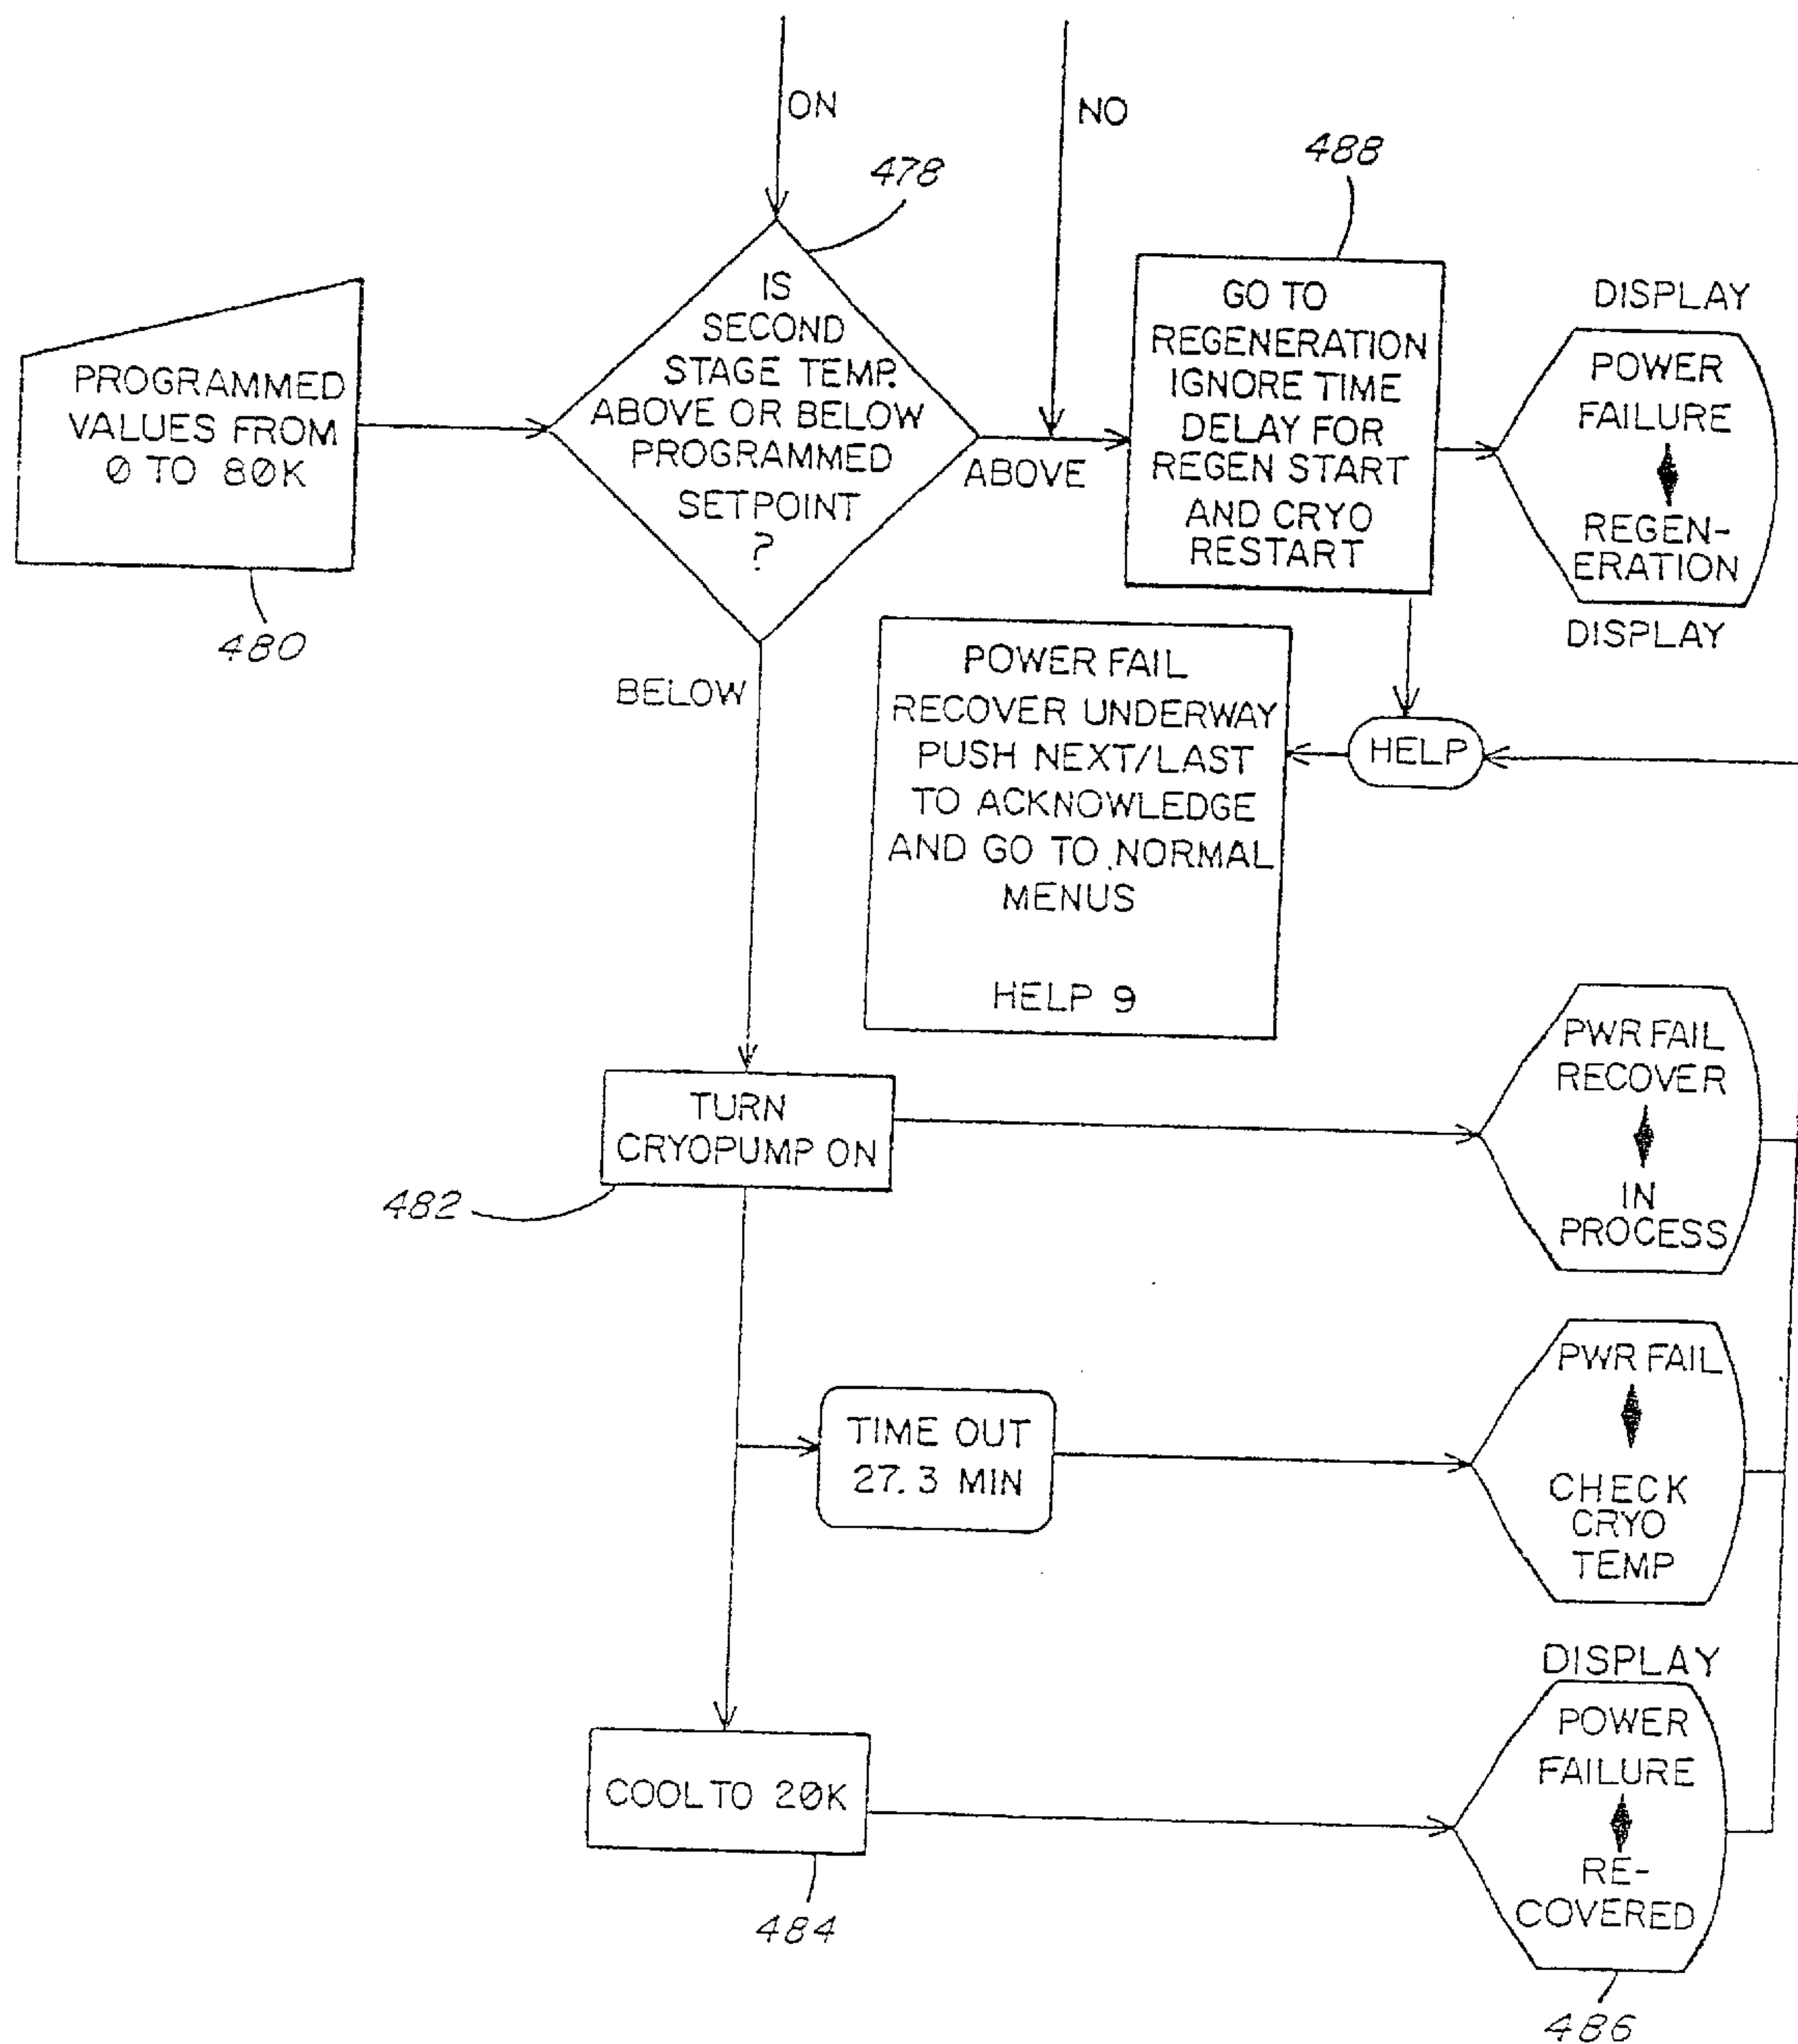 ON
NO
478
488
IS
SECOND
STAGE TEMP.
ABOVE OR BELOW
PROGRAMMED
SETPOINT
?
PROGRAMMED
VALUES FROM
0 TO 80K
480
ABOVE
GO TO
REGENERATION
IGNORE TIME
DELAY FOR
REGEN START
AND CRYO
RESTART
DISPLAY
POWER
FAILURE
REGEN-
ERATION
DISPLAY
BELOW
POWER FAIL
RECOVER UNDERWAY
PUSH NEXT/LAST
TO ACKNOWLEDGE
AND GO TO NORMAL
MENUS
HELP 9
HELP
TURN
CRYOPUMP ON
482
PWR FAIL
RECOVER
IN
PROCESS
TIME OUT
27.3 MIN
PWR FAIL
CHECK
CRYO
TEMP
COOL TO 20K
484
DISPLAY
POWER
FAILURE
RE-
COVERED
486